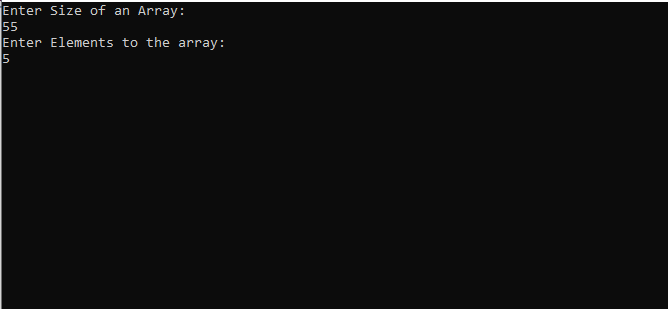 Enter Size of an Array:
55
Enter Elements to the array:
5